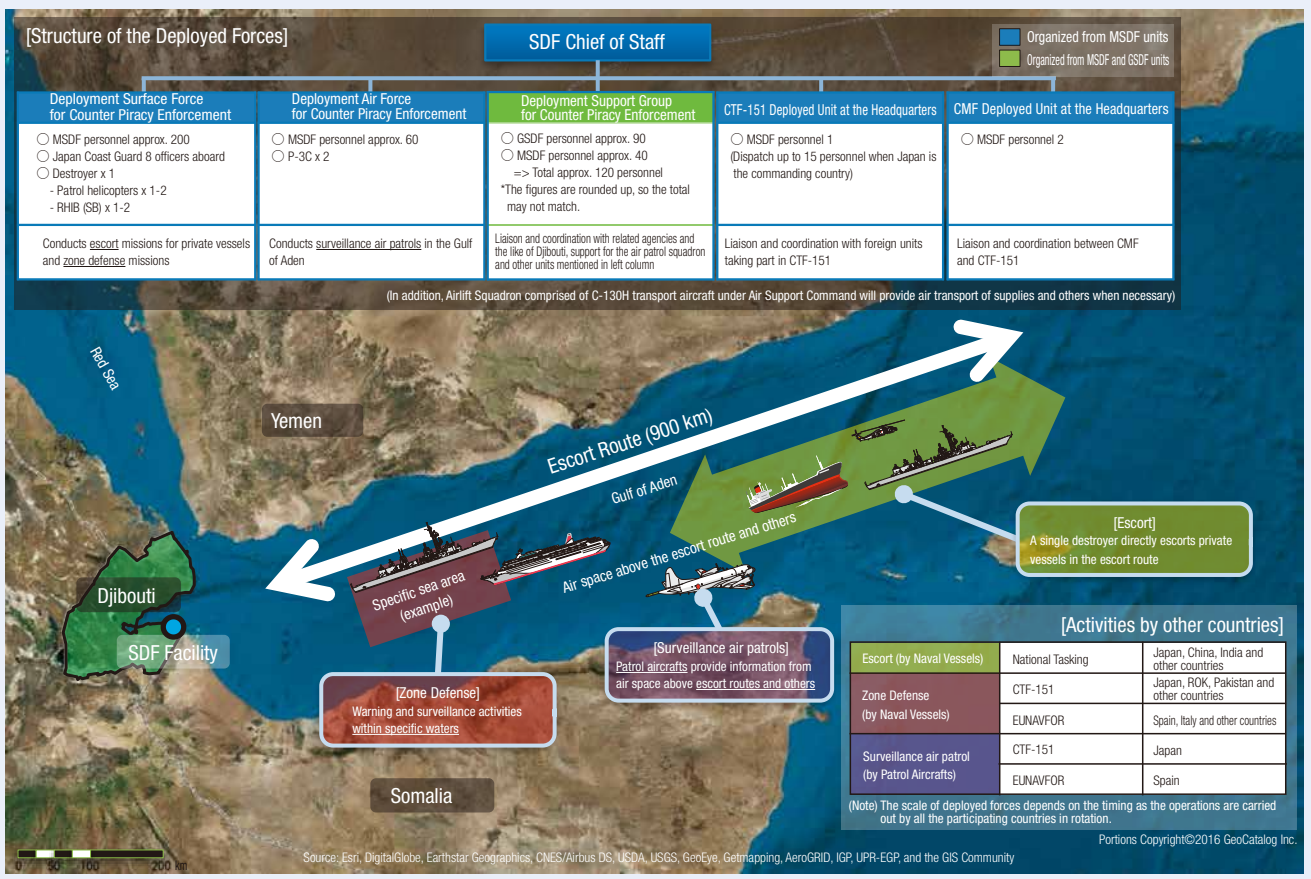 [Structure of the Deployed Forces]
SDF Chief of Staff
Organized from MSDF units
Organized from MSDF and GSDF units
Deployment Surface Force
for Counter Piracy Enforcement
○ MSDF personnel approx. 200
○ Japan Coast Guard 8 officers aboard
○ Destroyer x 1
- Patrol helicopters x 1-2
- RHIB (SB) x 1-2
Conducts escort missions for private vessels
and zone defense missions
Deployment Air Force
for Counter Piracy Enforcement
○ MSDF personnel approx. 60
○ P-3C x 2
Conducts surveillance air patrols in the Gulf
of Aden
Deployment Support Group
for Counter Piracy Enforcement
○ GSDF personnel approx. 90
○ MSDF personnel approx. 40
=> Total approx. 120 personnel
*The figures are rounded up, so the total
may not match.
Liaison and coordination with related agencies and
the like of Djibouti, support for the air patrol squadron
and other units mentioned in left column
CTF-151 Deployed Unit at the Headquarters
○ MSDF personnel 1
(Dispatch up to 15 personnel when Japan is
the commanding country)
Liaison and coordination with foreign units
taking part in CTF-151
CMF Deployed Unit at the Headquarters
○ MSDF personnel 2
Liaison and coordination between CMF
and CTF-151
(In addition, Airlift Squadron comprised of C-130H transport aircraft under Air Support Command will provide air transport of supplies and others when necessary)
Red Sea
Yemen
Escort Route (900 km)
Gulf of Aden
Air space above the escort route and others
Specific sea area
(example)
Djibouti
SDF Facility
[Escort]
A single destroyer directly escorts private
vessels in the escort route
[Surveillance air patrols]
Patrol aircrafts provide information from
air space above escort routes and others
[Zone Defense]
Warning and surveillance activities
within specific waters
Somalia
[Activities by other countries]
Escort (by Naval Vessels)
National Tasking
Japan, China, India and
other countries
Zone Defense
(by Naval Vessels)
CTF-151
Japan, ROK, Pakistan and
other countries
EUNAVFOR
Spain, Italy and other countries
Surveillance air patrol
(by Patrol Aircrafts)
CTF-151
Japan
EUNAVFOR
Spain
(Note) The scale of deployed forces depends on the timing as the operations are carried
out by all the participating countries in rotation.
Portions Copyright©2016 GeoCatalog Inc.
0 50 100 200 km
Source: Esri, DigitalGlobe, Earthstar Geographics, CNES/Airbus DS, USDA, USGS, GeoEye, Getmapping, AeroGRID, IGP, UPR-EGP, and the GIS Community